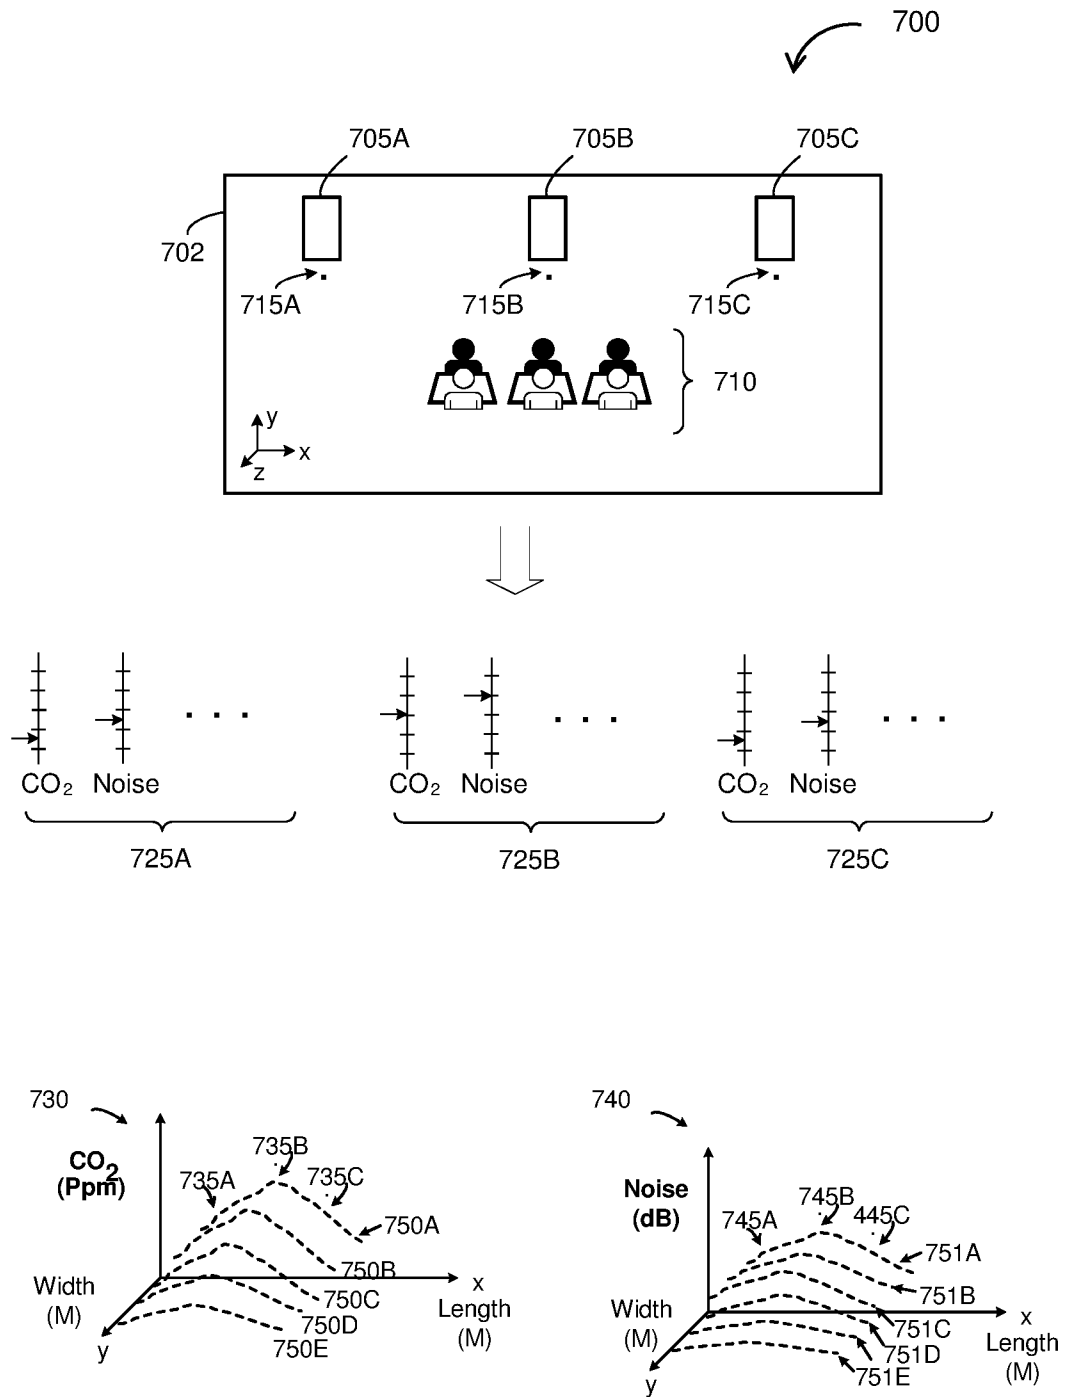 700
705A 705B 705C
702
715A 715B 715C
710
y
x
z
CO2 Noise . . .
CO2 Noise . . .
CO2 Noise . . .
725A 725B 725C
730
CO2
(Ppm)
735A
735B
735C
750A
750B
750C
750D
750E
Width
(M)
y
x
Length
(M)
740
Noise
(dB)
745A
745B
445C
751A
751B
751C
751D
751E
Width
(M)
y
x
Length
(M)